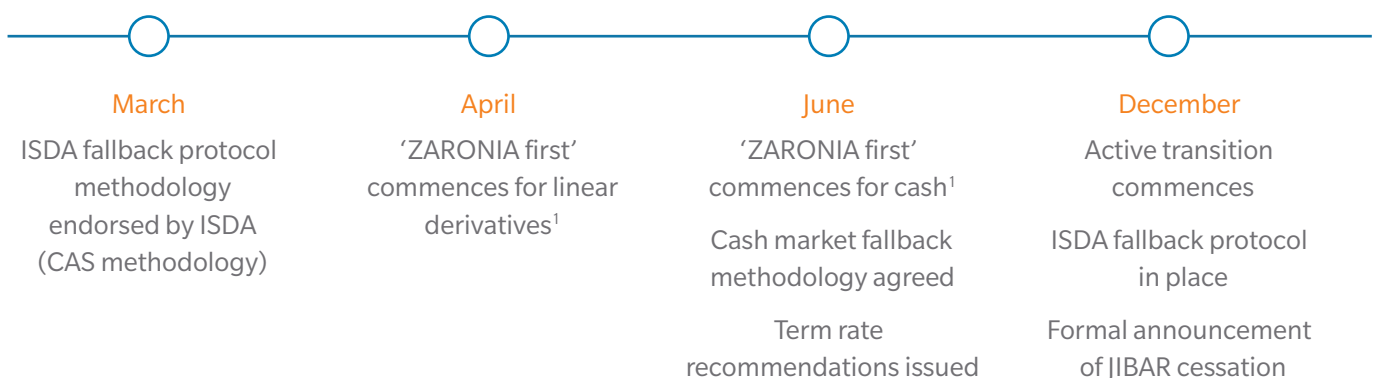 March
ISDA fallback protocol
methodology
endorsed by ISDA
(CAS methodology)
April
‘ZARONIA first’
commences for linear
derivatives¹
June
‘ZARONIA first’
commences for cash¹
Cash market fallback
methodology agreed
Term rate
recommendations issued
December
Active transition
commences
ISDA fallback protocol
in place
Formal announcement
of JIBAR cessation